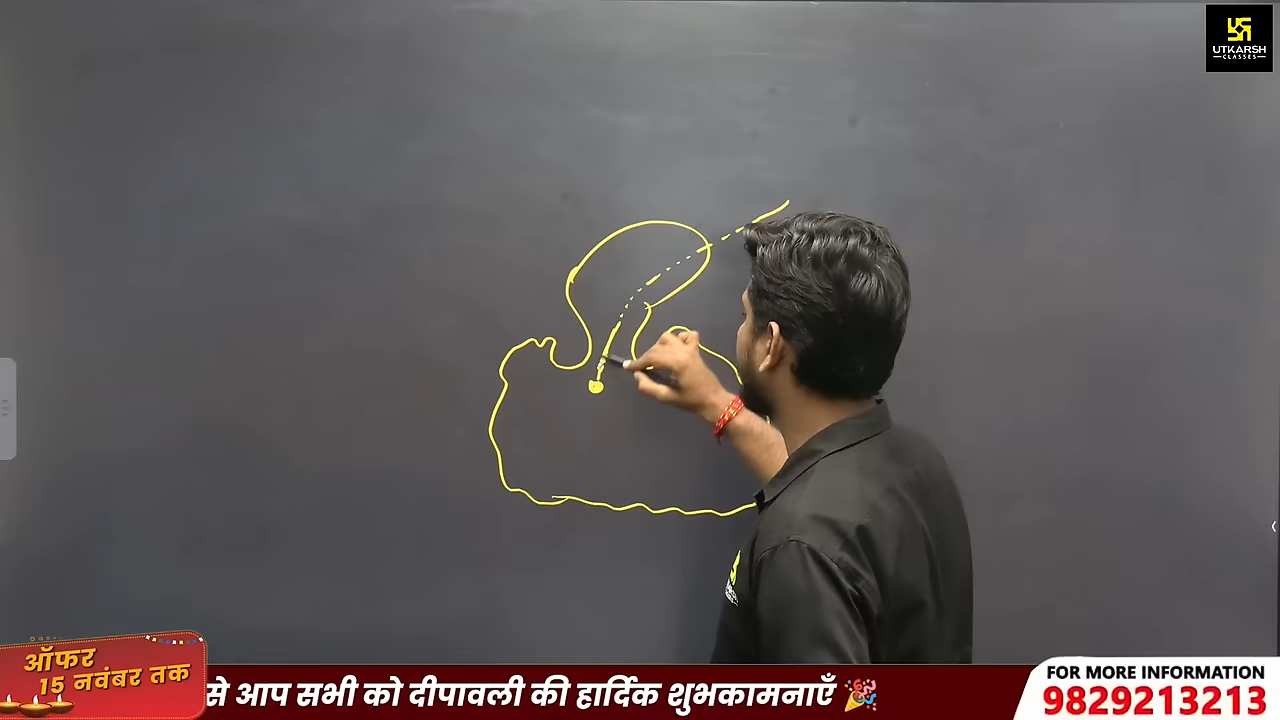 UTKARSH
CLASSES
ऑफर
15 नवंबर तक
से आप सभी को दीपावली की हार्दिक शुभकामनाएँ
FOR MORE INFORMATION
9829213213